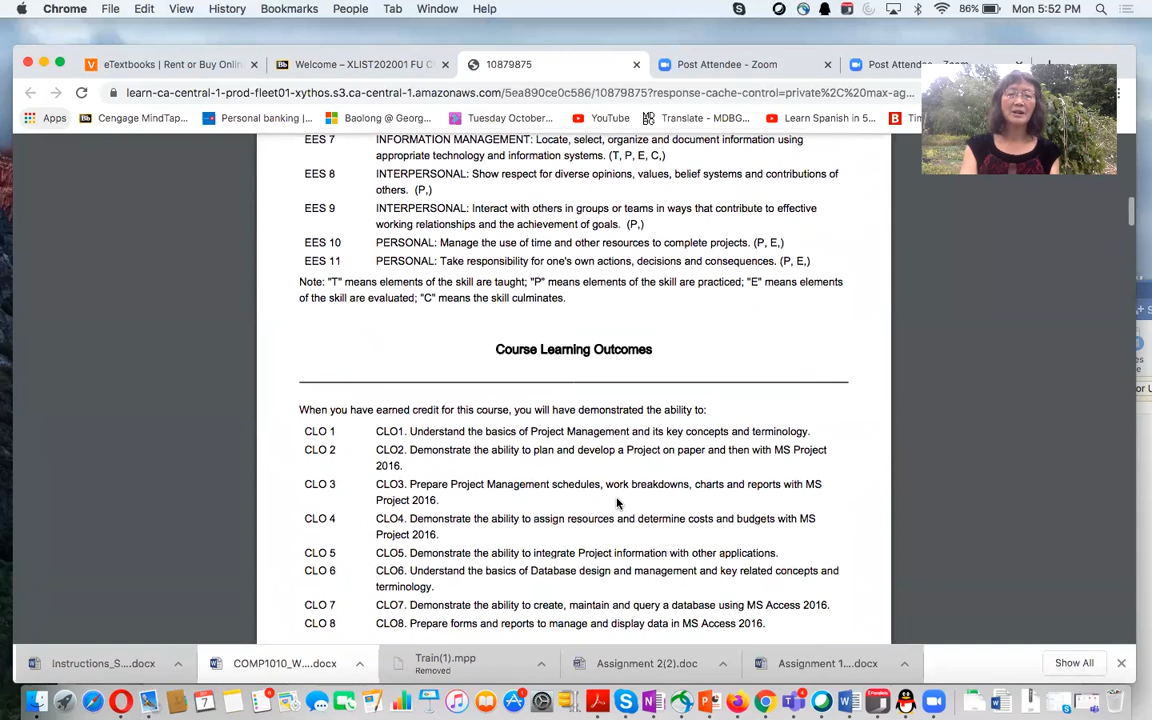 Chrome File Edit View History Bookmarks People Tab Window Help 86% Mon 5:52 PM
eTextbooks | Rent or Buy Onli Welcome – XLIST202001 FU C 10879875 Post Attendee - Zoom Post Attendee - Zoom
learn-ca-central-1-prod-fleet01-xythos.s3.ca-central-1.amazonaws.com/5ea890ce0c586/10879875?response-cache-control=private%2C%20max-ag...
Apps Cengage MindTap... Personal banking |... Baolong @ Georg... Tuesday October... YouTube Translate - MDBG... Learn Spanish in 5...
EES 7 INFORMATION MANAGEMENT: Locate, select, organize and document information using
appropriate technology and information systems. (T, P, E, C,)
EES 8 INTERPERSONAL: Show respect for diverse opinions, values, belief systems and contributions of
others. (P,)
EES 9 INTERPERSONAL: Interact with others in groups or teams in ways that contribute to effective
working relationships and the achievement of goals. (P,)
EES 10 PERSONAL: Manage the use of time and other resources to complete projects. (P, E,)
EES 11 PERSONAL: Take responsibility for one's own actions, decisions and consequences. (P, E,)
Note: "T" means elements of the skill are taught; "P" means elements of the skill are practiced; "E" means elements
of the skill are evaluated; "C" means the skill culminates.
Course Learning Outcomes
When you have earned credit for this course, you will have demonstrated the ability to:
CLO 1 CLO1. Understand the basics of Project Management and its key concepts and terminology.
CLO 2 CLO2. Demonstrate the ability to plan and develop a Project on paper and then with MS Project
2016.
CLO 3 CLO3. Prepare Project Management schedules, work breakdowns, charts and reports with MS
Project 2016.
CLO 4 CLO4. Demonstrate the ability to assign resources and determine costs and budgets with MS
Project 2016.
CLO 5 CLO5. Demonstrate the ability to integrate Project information with other applications.
CLO 6 CLO6. Understand the basics of Database design and management and key related concepts and
terminology.
CLO 7 CLO7. Demonstrate the ability to create, maintain and query a database using MS Access 2016.
CLO 8 CLO8. Prepare forms and reports to manage and display data in MS Access 2016.
Instructions_S....docx COMP1010_W....docx Train(1).mpp Assignment 2(2).doc Assignment 1....docx Show All
Removed